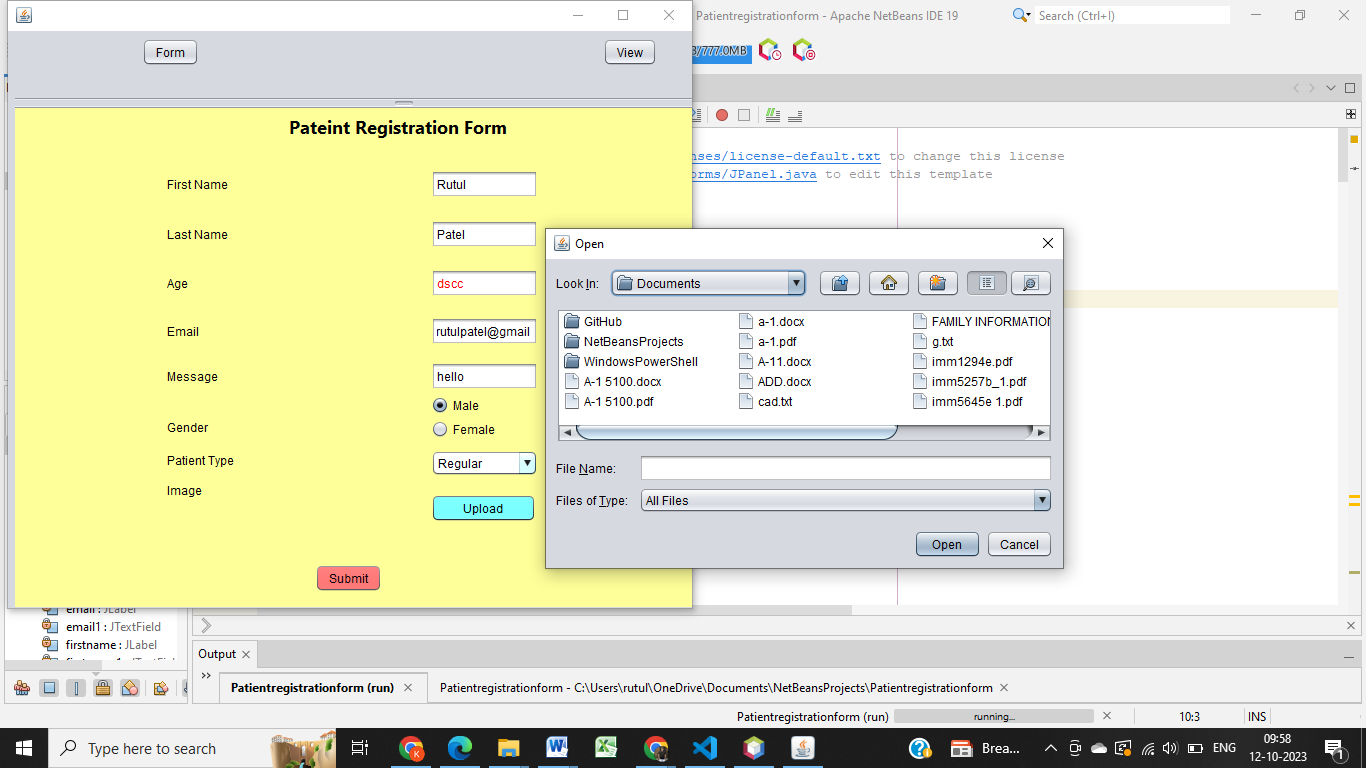 Patientregistrationform - Apache NetBeans IDE 19
Search (Ctrl+I)
Form
View
/777.0MB
Pateint Registration Form
nses/license-default.txt to change this license
orms/JPanel.java to edit this template
First Name
Rutul
Last Name
Patel
Age
dscc
Email
rutulpatel@gmail
Message
hello
Gender
Male
Female
Patient Type
Regular
Image
Upload
Submit
Open
Look In:
Documents
GitHub
NetBeansProjects
WindowsPowerShell
A-1 5100.docx
A-1 5100.pdf
a-1.docx
a-1.pdf
A-11.docx
ADD.docx
cad.txt
FAMILY INFORMATION
g.txt
imm1294e.pdf
imm5257b_1.pdf
imm5645e 1.pdf
File Name:
Files of Type:
All Files
Open
Cancel
email : JLabel
email1 : JTextField
firstname : JLabel
Output
Patientregistrationform (run)
Patientregistrationform - C:\Users\rutul\OneDrive\Documents\NetBeansProjects\Patientregistrationform
Patientregistrationform (run)
running...
10:3
INS
Type here to search
Brea...
ENG
09:58
12-10-2023
1